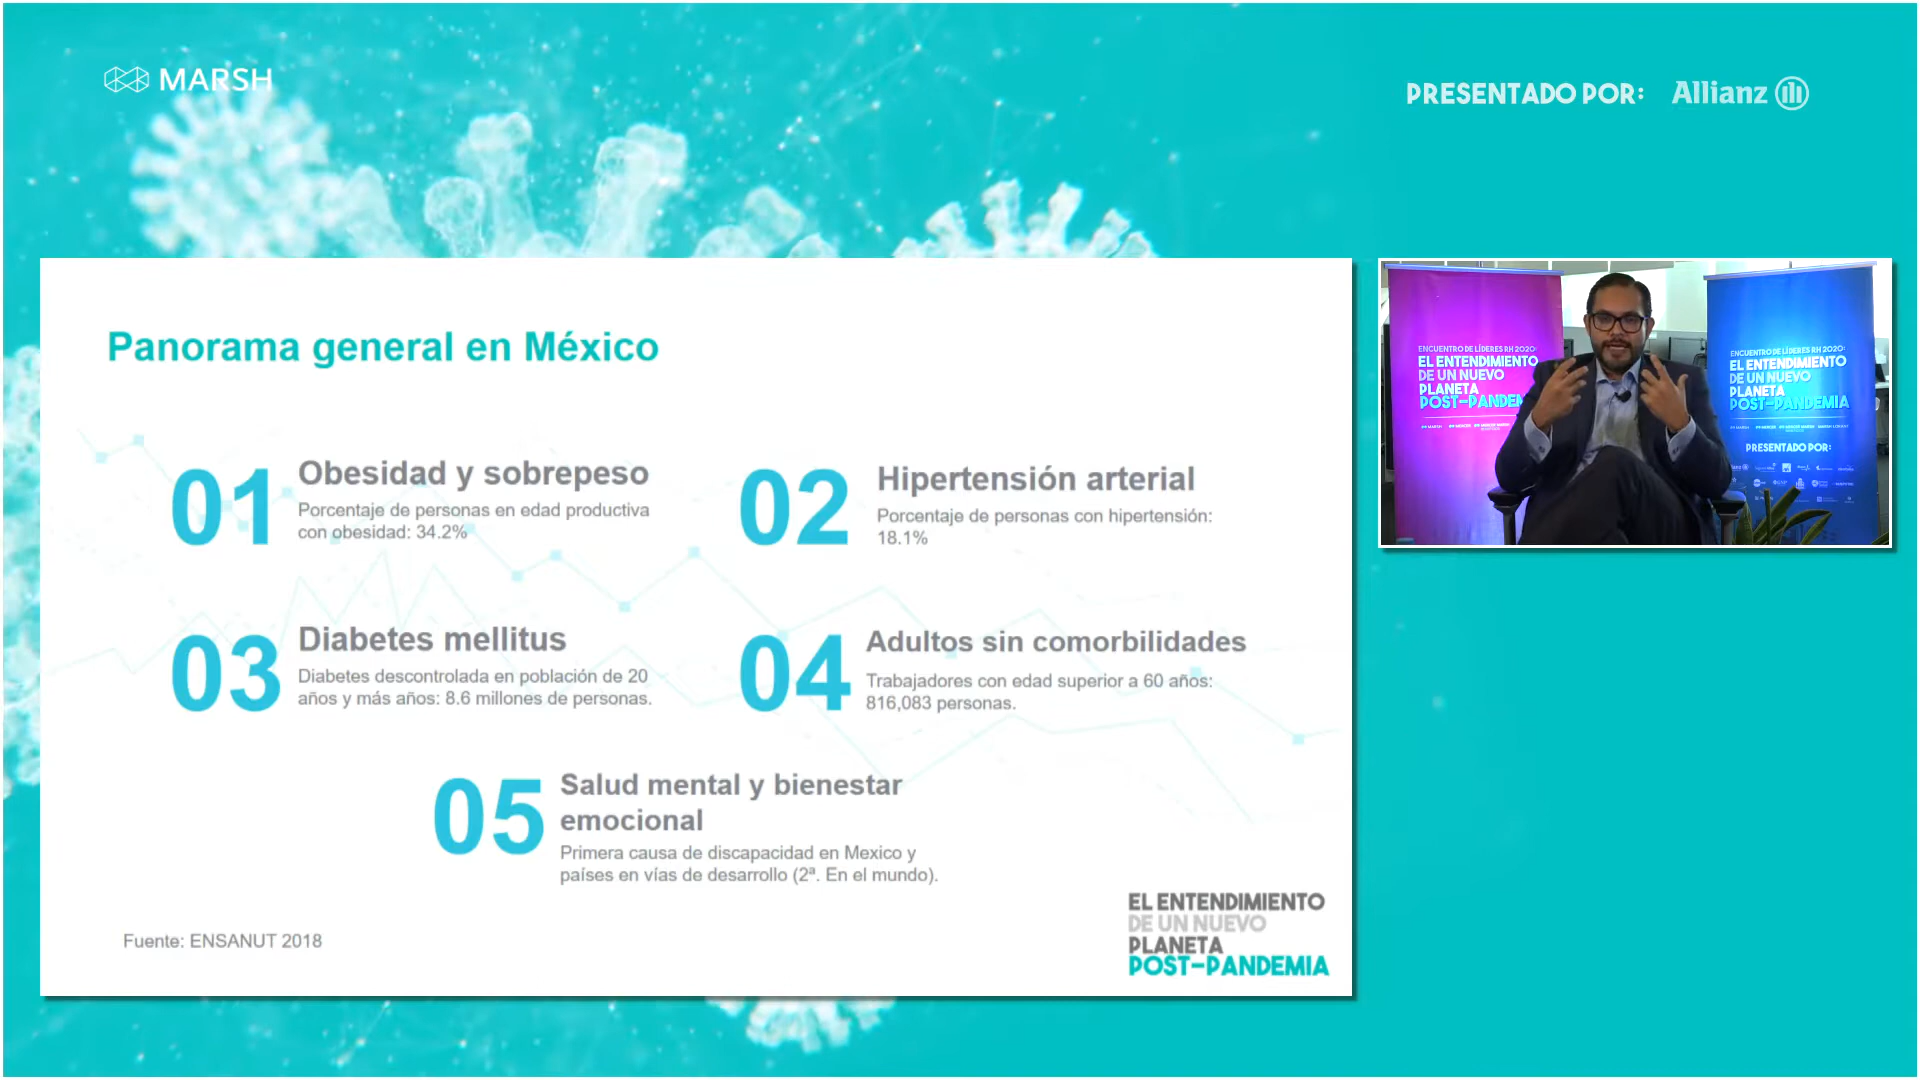 MARSH
PRESENTADO POR: Allianz
Panorama general en México
01
Obesidad y sobrepeso
Porcentaje de personas en edad productiva
con obesidad: 34.2%
02
Hipertensión arterial
Porcentaje de personas con hipertensión:
18.1%
03
Diabetes mellitus
Diabetes descontrolada en población de 20
años y más años: 8.6 millones de personas.
04
Adultos sin comorbilidades
Trabajadores con edad superior a 60 años:
816,083 personas.
05
Salud mental y bienestar
emocional
Primera causa de discapacidad en Mexico y
países en vías de desarrollo (2ª. En el mundo).
Fuente: ENSANUT 2018
EL ENTENDIMIENTO
DE UN NUEVO
PLANETA
POST-PANDEMIA
ENCUENTRO DE LÍDERES RH 2020:
EL ENTENDIMIENTO
DE UN NUEVO
PLANETA
POST-PANDEM
ENCUENTRO DE LÍDERES RH 2020:
EL ENTENDIMIENTO
DE UN NUEVO
PLANETA
POST-PANDEMIA
PRESENTADO POR: